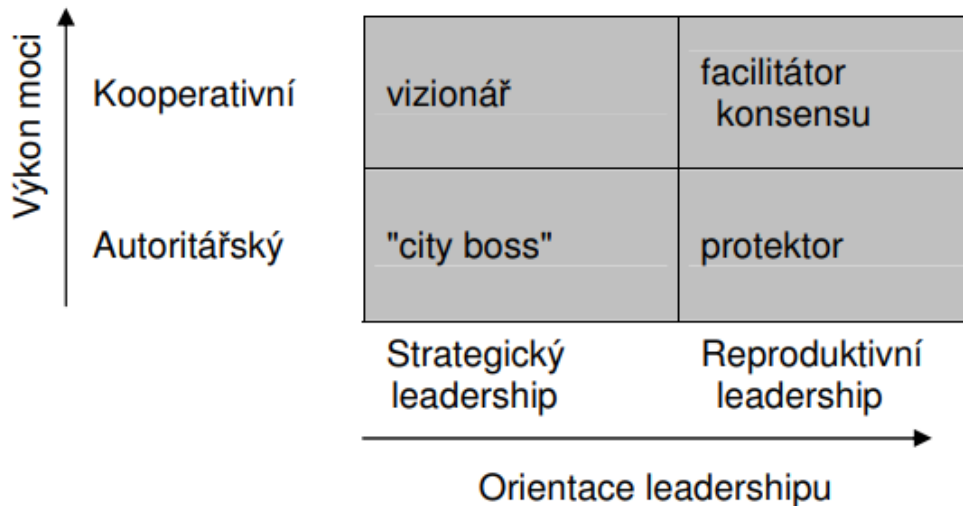 Výkon moci
Kooperativní
vizionář
facilitátor
konsensu
Autoritářský
"city boss"
protektor
Strategický
leadership
Reproduktivní
leadership
Orientace leadershipu